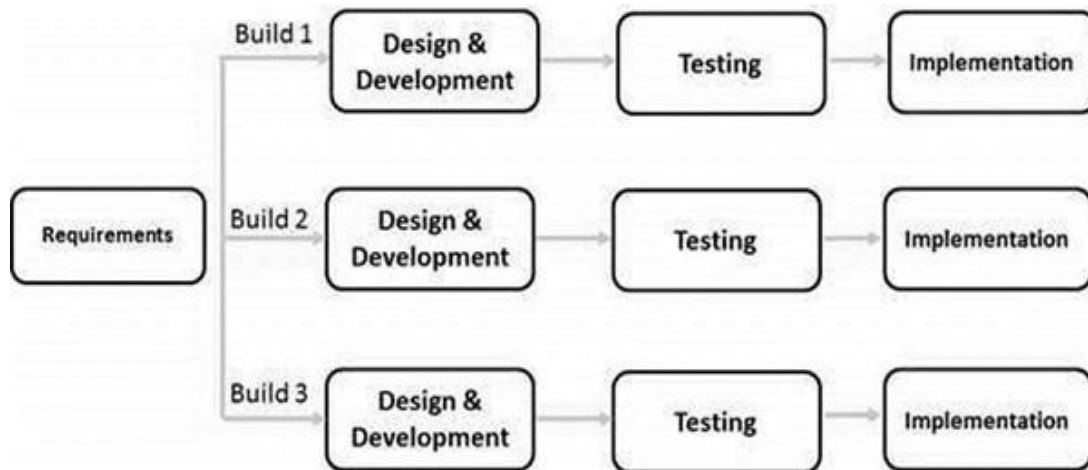 Build 1
Design &
Development
Testing
Implementation
Requirements
Build 2
Design &
Development
Testing
Implementation
Build 3
Design &
Development
Testing
Implementation